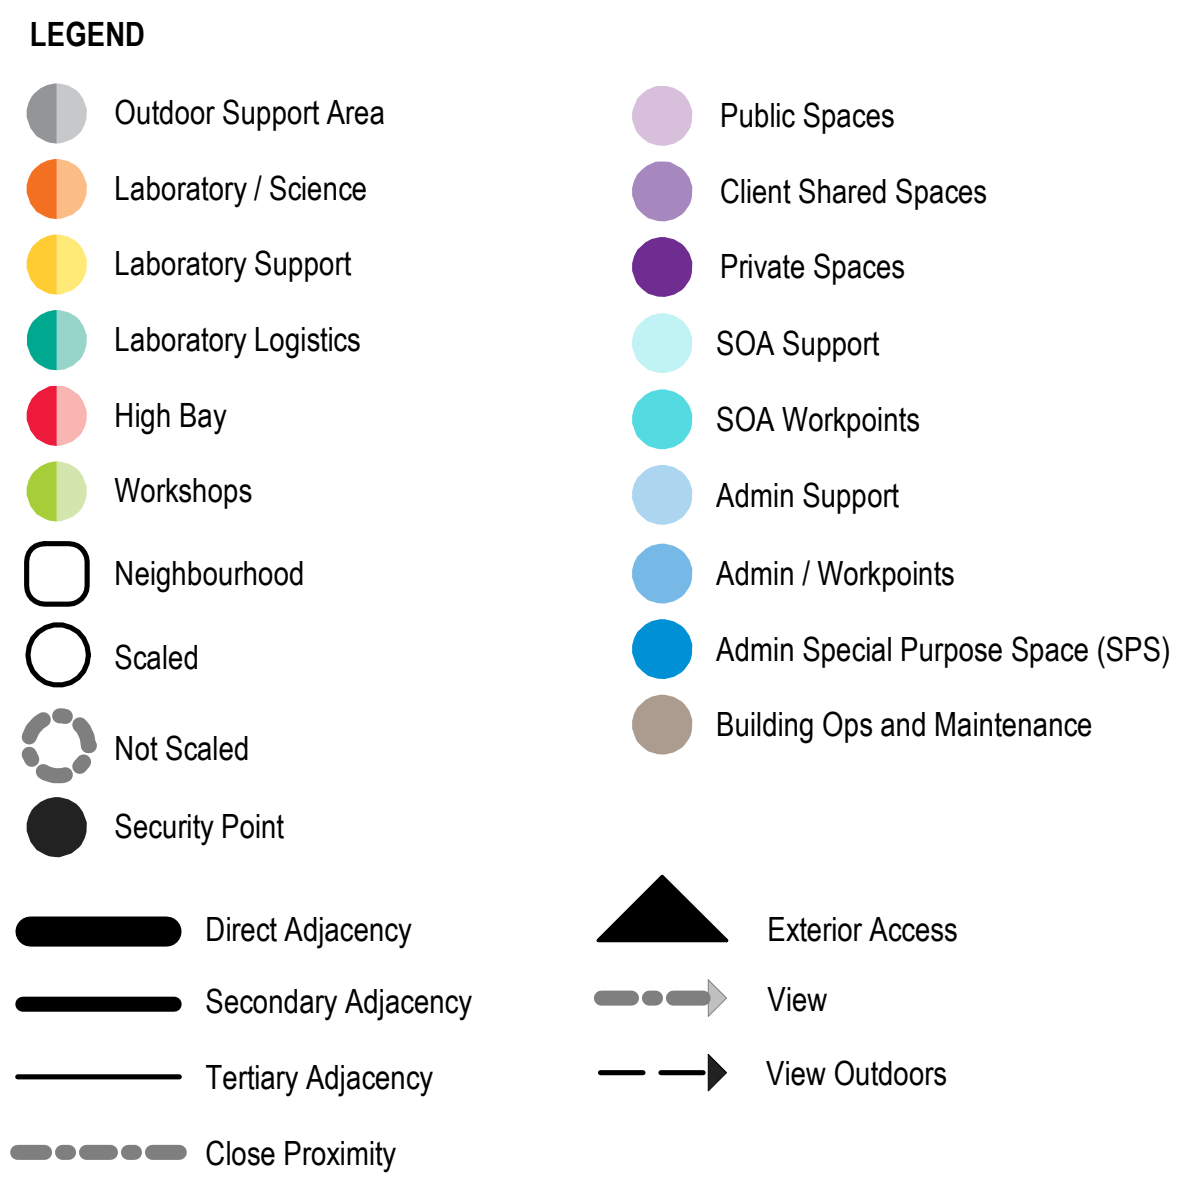 LEGEND
Outdoor Support Area
Laboratory / Science
Laboratory Support
Laboratory Logistics
High Bay
Workshops
Neighbourhood
Scaled
Not Scaled
Security Point
Public Spaces
Client Shared Spaces
Private Spaces
SOA Support
SOA Workpoints
Admin Support
Admin / Workpoints
Admin Special Purpose Space (SPS)
Building Ops and Maintenance
Direct Adjacency
Secondary Adjacency
Tertiary Adjacency
Close Proximity
Exterior Access
View
View Outdoors